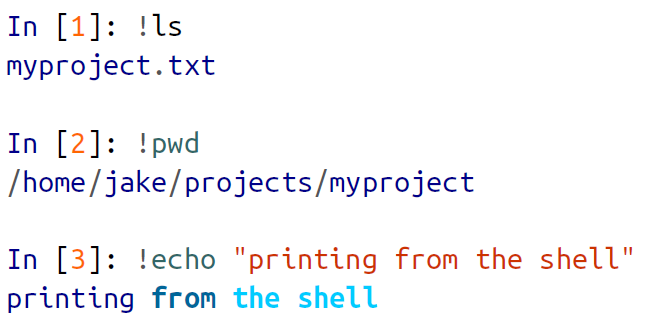 In [1]: !ls
myproject.txt
In [2]: !pwd
/home/jake/projects/myproject
In [3]: !echo "printing from the shell"
printing from the shell